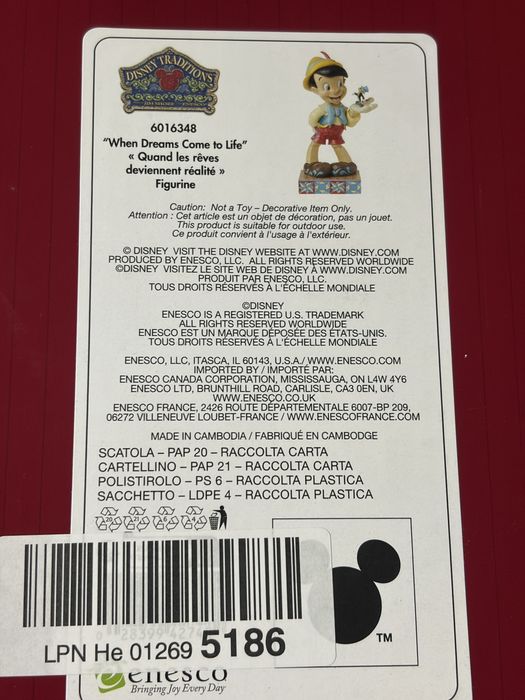 DISNEY TRADITIONS
JIM SHORE ENESCO
6016348
“When Dreams Come to Life”
« Quand les rêves
deviennent réalité »
Figurine
Caution: Not a Toy – Decorative Item Only.
Attention : Cet article est un objet de décoration, pas un jouet.
This product is suitable for outdoor use.
Ce produit convient à l'usage à l'extérieur.
© DISNEY VISIT THE DISNEY WEBSITE AT WWW.DISNEY.COM
PRODUCED BY ENESCO, LLC. ALL RIGHTS RESERVED WORLDWIDE
©DISNEY VISITEZ LE SITE WEB DE DISNEY À WWW.DISNEY.COM
PRODUIT PAR ENESCO, LLC.
TOUS DROITS RÉSERVÉS À L'ÉCHELLE MONDIALE
©DISNEY
ENESCO IS A REGISTERED U.S. TRADEMARK
ALL RIGHTS RESERVED WORLDWIDE
ENESCO EST UN MARQUE DÉPOSÉE DES ÉTATS-UNIS.
TOUS DROITS RÉSERVÉS À L'ÉCHELLE MONDIALE
ENESCO, LLC, ITASCA, IL 60143, U.S.A./ WWW.ENESCO.COM
IMPORTED BY / IMPORTÉ PAR:
ENESCO CANADA CORPORATION, MISSISSAUGA, ON L4W 4Y6
ENESCO LTD, BRUNTHILL ROAD, CARLISLE, CA3 0EN, UK
WWW.ENESCO.CO.UK
ENESCO FRANCE, 2426 ROUTE DÉPARTEMENTALE 6007-BP 209,
06272 VILLENEUVE LOUBET-FRANCE / WWW.ENESCOFRANCE.COM
MADE IN CAMBODIA / FABRIQUÉ EN CAMBODGE
SCATOLA – PAP 20 - RACCOLTA CARTA
CARTELLINO – PAP 21 - RACCOLTA CARTA
POLISTIROLO – PS 6 - RACCOLTA PLASTICA
SACCHETTO – LDPE 4 - RACCOLTA PLASTICA
20 21 6 4
TM
LPN He 01269 5186
enesco
Bringing Joy Every Day